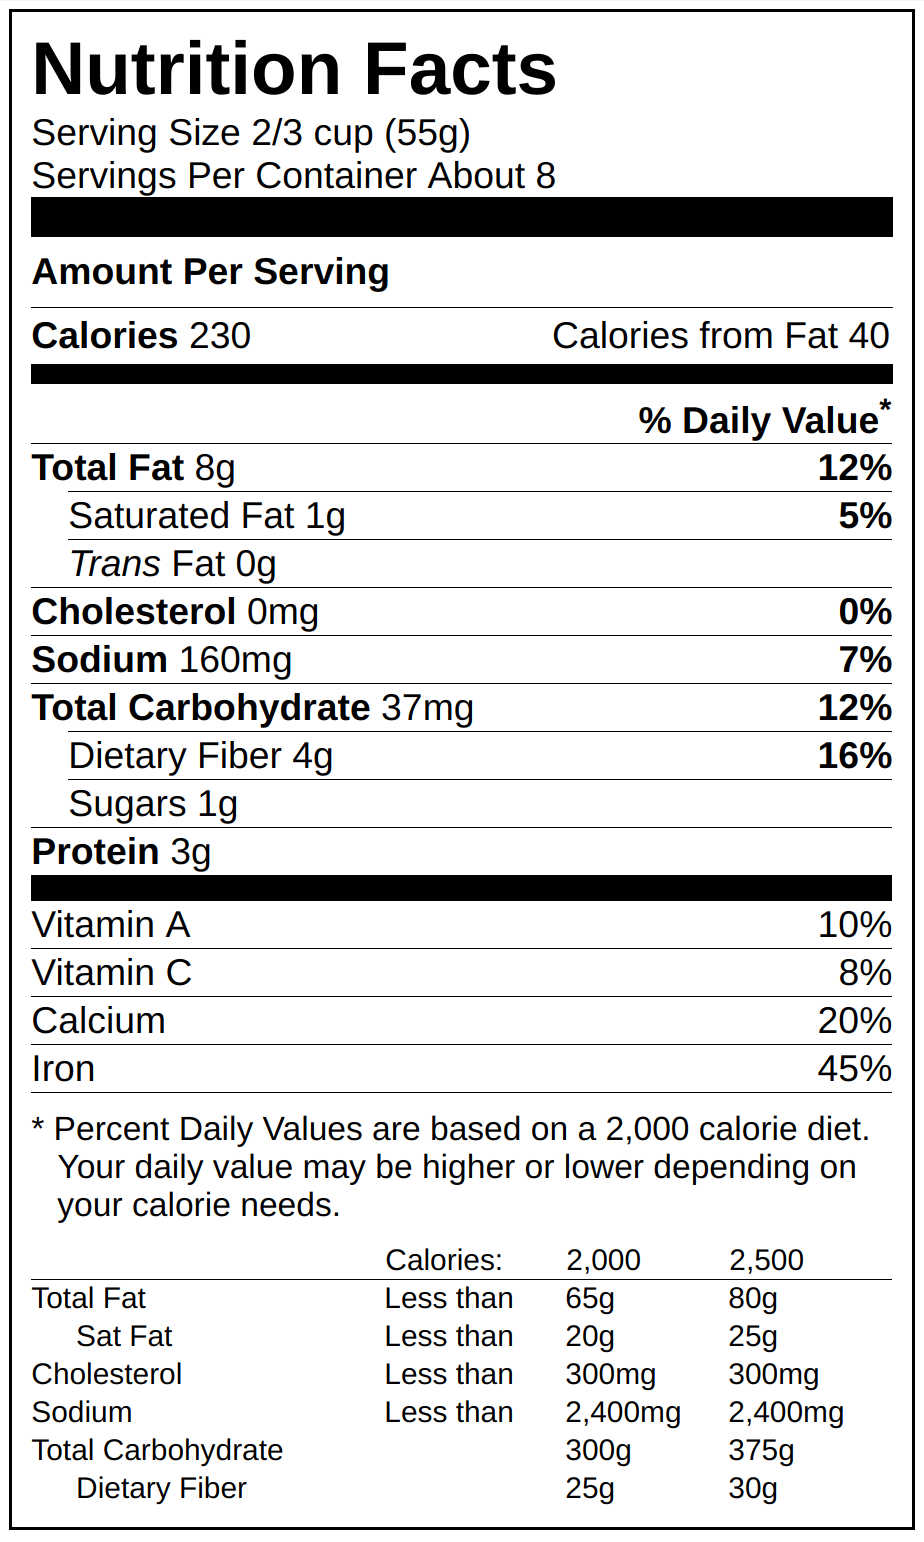 Nutrition Facts
Serving Size 2/3 cup (55g)
Servings Per Container About 8
Amount Per Serving
Calories 230 Calories from Fat 40
% Daily Value*
Total Fat 8g 12%
Saturated Fat 1g 5%
Trans Fat 0g
Cholesterol 0mg 0%
Sodium 160mg 7%
Total Carbohydrate 37mg 12%
Dietary Fiber 4g 16%
Sugars 1g
Protein 3g
Vitamin A 10%
Vitamin C 8%
Calcium 20%
Iron 45%
* Percent Daily Values are based on a 2,000 calorie diet.
Your daily value may be higher or lower depending on
your calorie needs.
Calories: 2,000 2,500
Total Fat Less than 65g 80g
Sat Fat Less than 20g 25g
Cholesterol Less than 300mg 300mg
Sodium Less than 2,400mg 2,400mg
Total Carbohydrate 300g 375g
Dietary Fiber 25g 30g